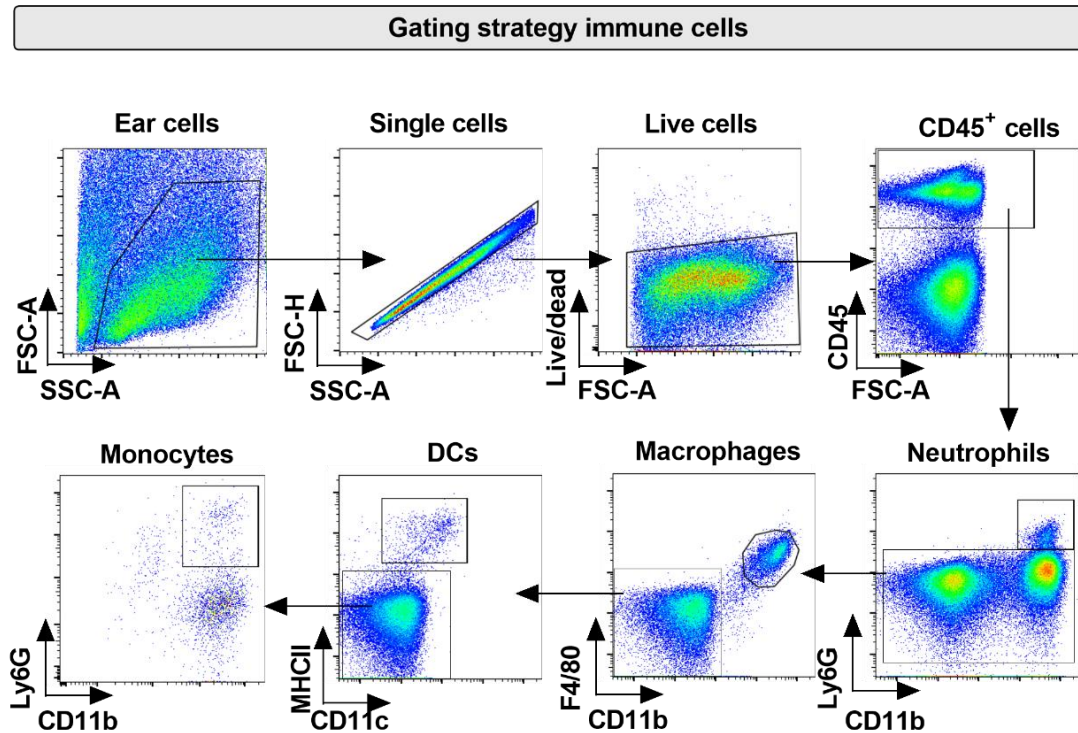 Gating strategy immune cells
Ear cells
FSC-A
SSC-A
Single cells
FSC-H
SSC-A
Live cells
Live/dead
FSC-A
CD45+ cells
CD45
FSC-A
Monocytes
Ly6G
CD11b
DCs
MHCII
CD11c
Macrophages
F4/80
CD11b
Neutrophils
Ly6G
CD11b